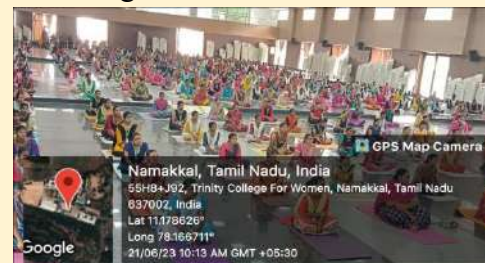 GPS Map Camera
Namakkal, Tamil Nadu, India
55H8+J92, Trinity College For Women, Namakkal, Tamil Nadu
637002, India
Lat 11.178626°
Long 78.166711°
21/06/23 10:13 AM GMT +05:30
Google